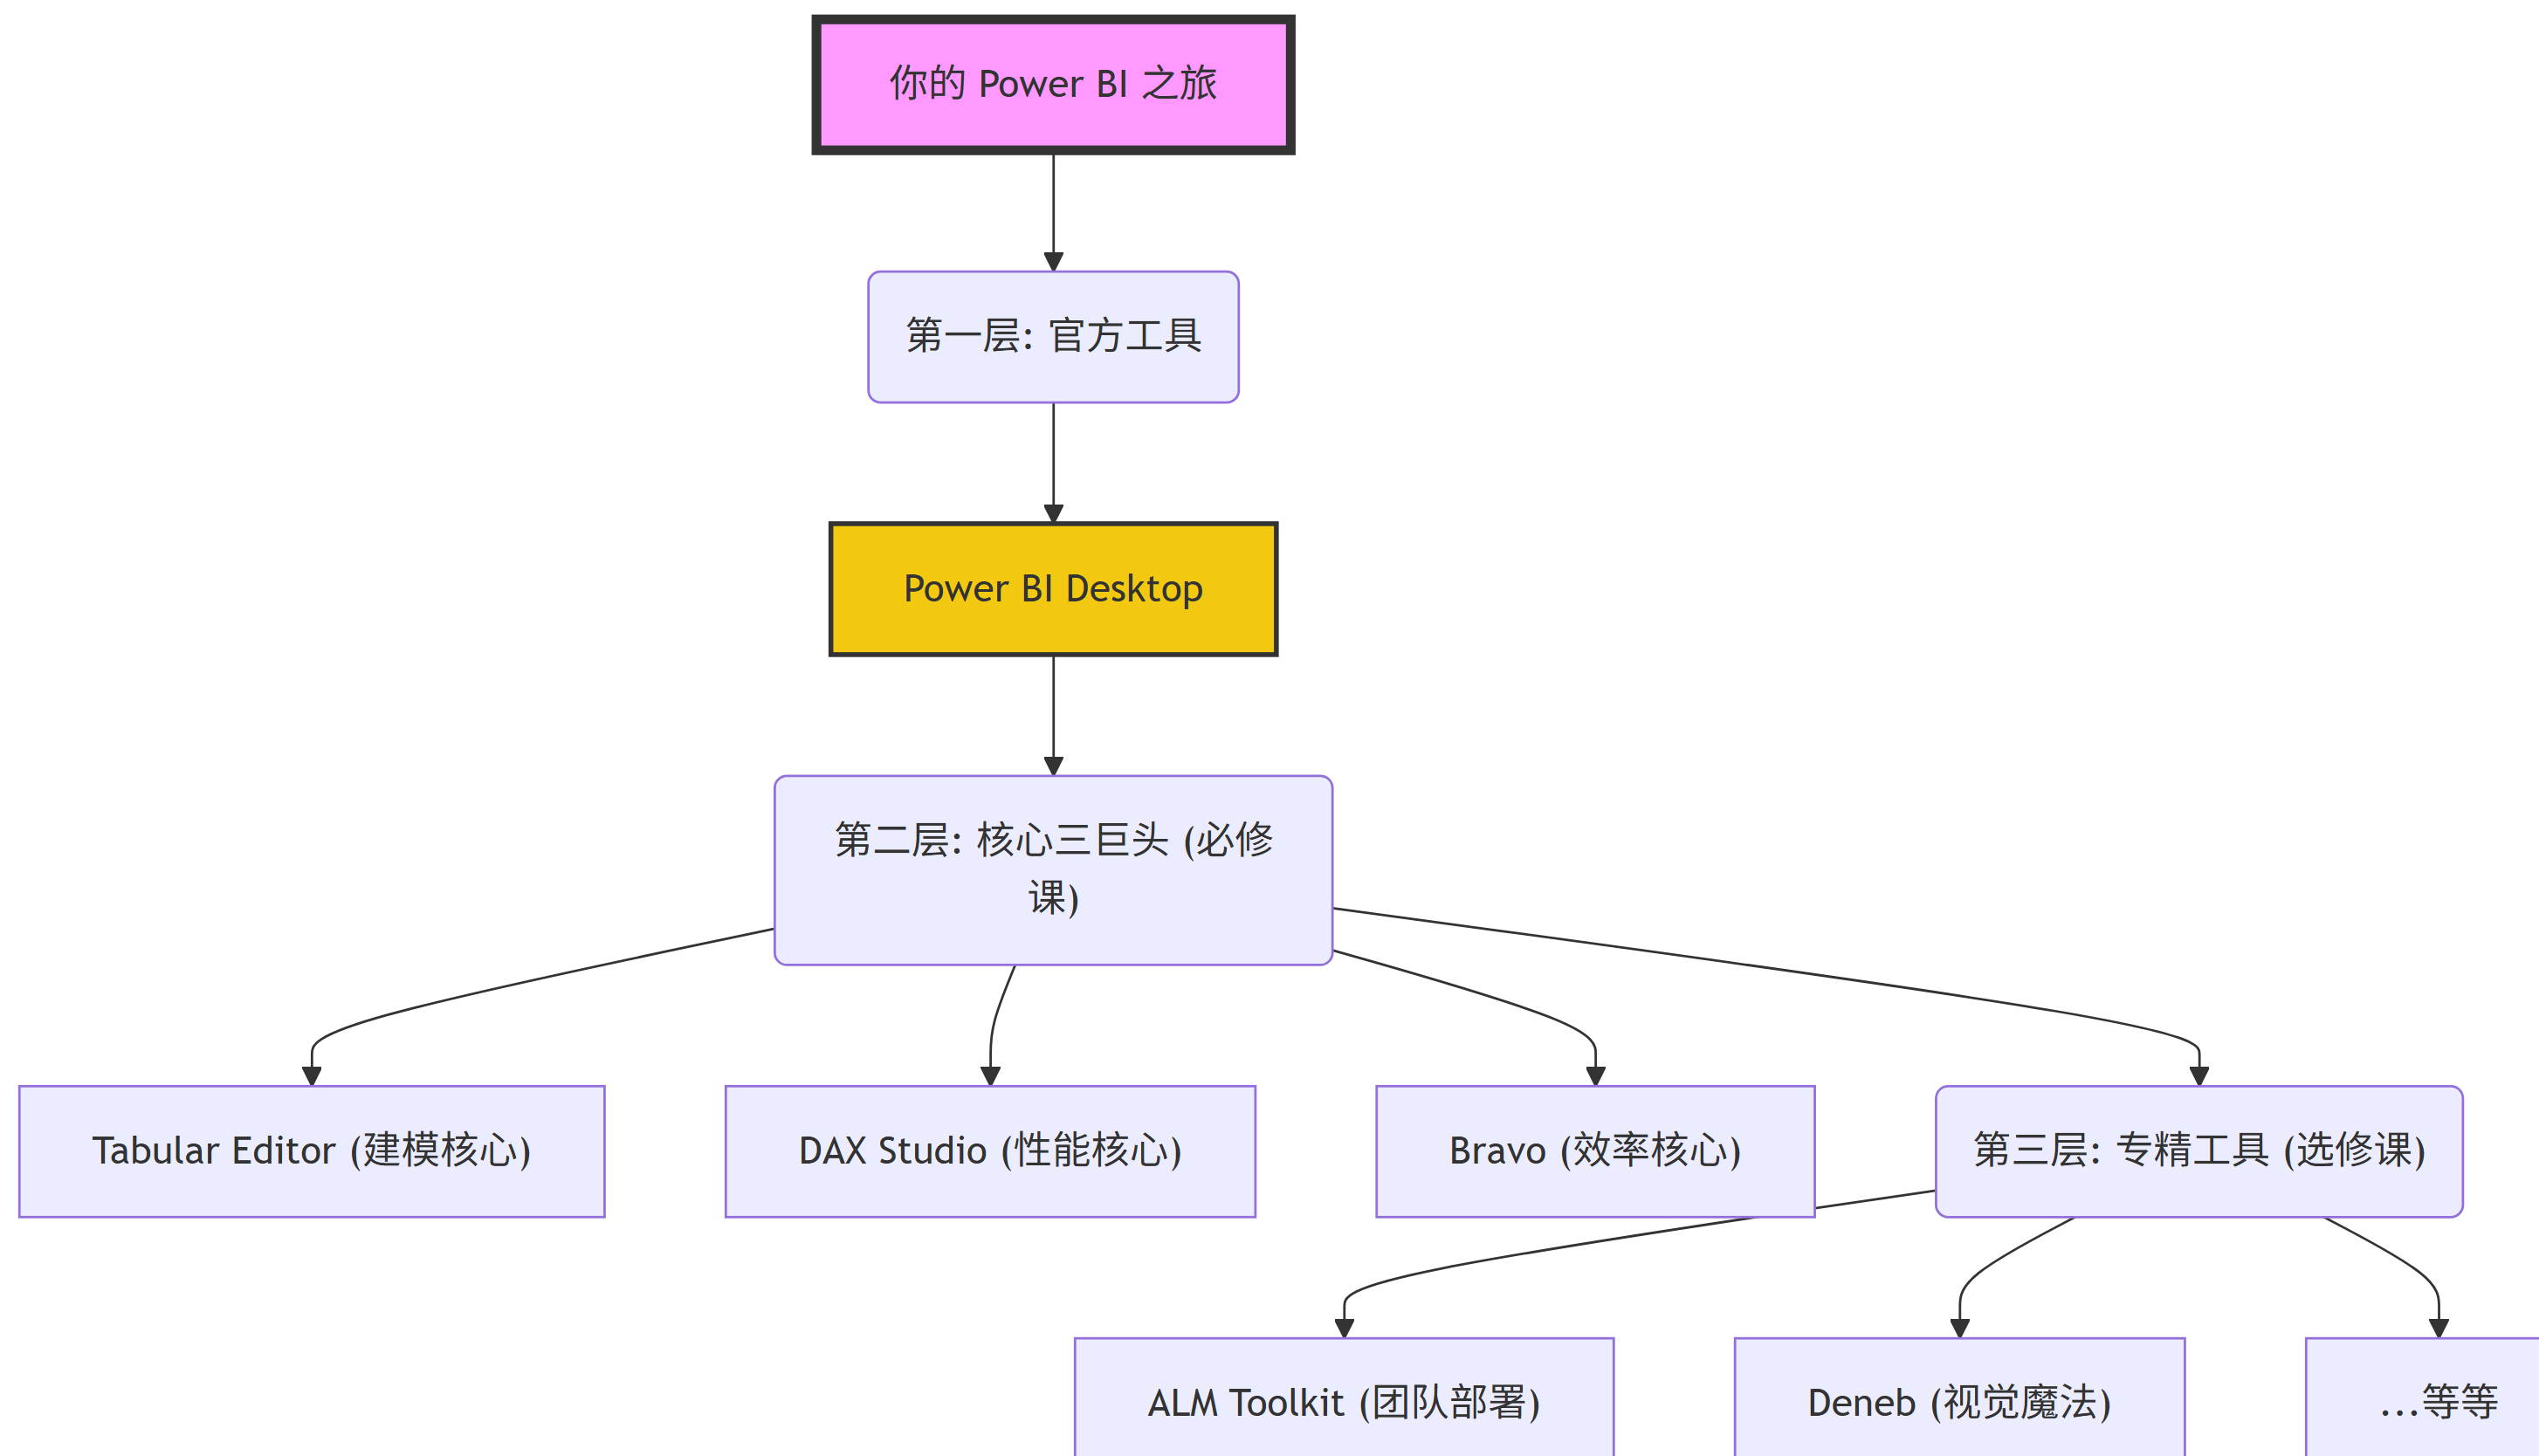 你的 Power BI 之旅
第一层: 官方工具
Power BI Desktop
第二层: 核心三巨头 (必修
课)
Tabular Editor (建模核心)
DAX Studio (性能核心)
Bravo (效率核心)
第三层: 专精工具 (选修课)
ALM Toolkit (团队部署)
Deneb (视觉魔法)
...等等